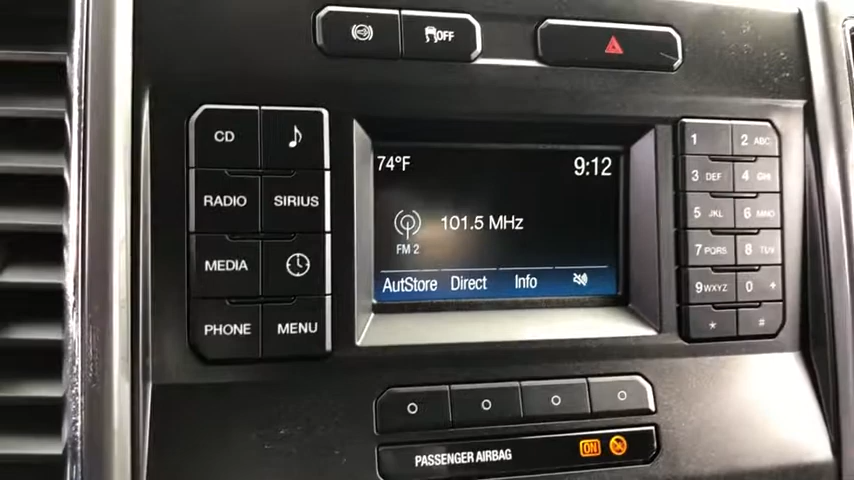 OFF
CD
RADIO SIRIUS
MEDIA
PHONE MENU
74°F 9:12
101.5 MHz
FM 2
AutStore Direct Info
1 2 ABC
3 DEF 4 GHI
5 JKL 6 MNO
7 PQRS 8 TUV
9 WXYZ 0 +
* #
PASSENGER AIRBAG ON